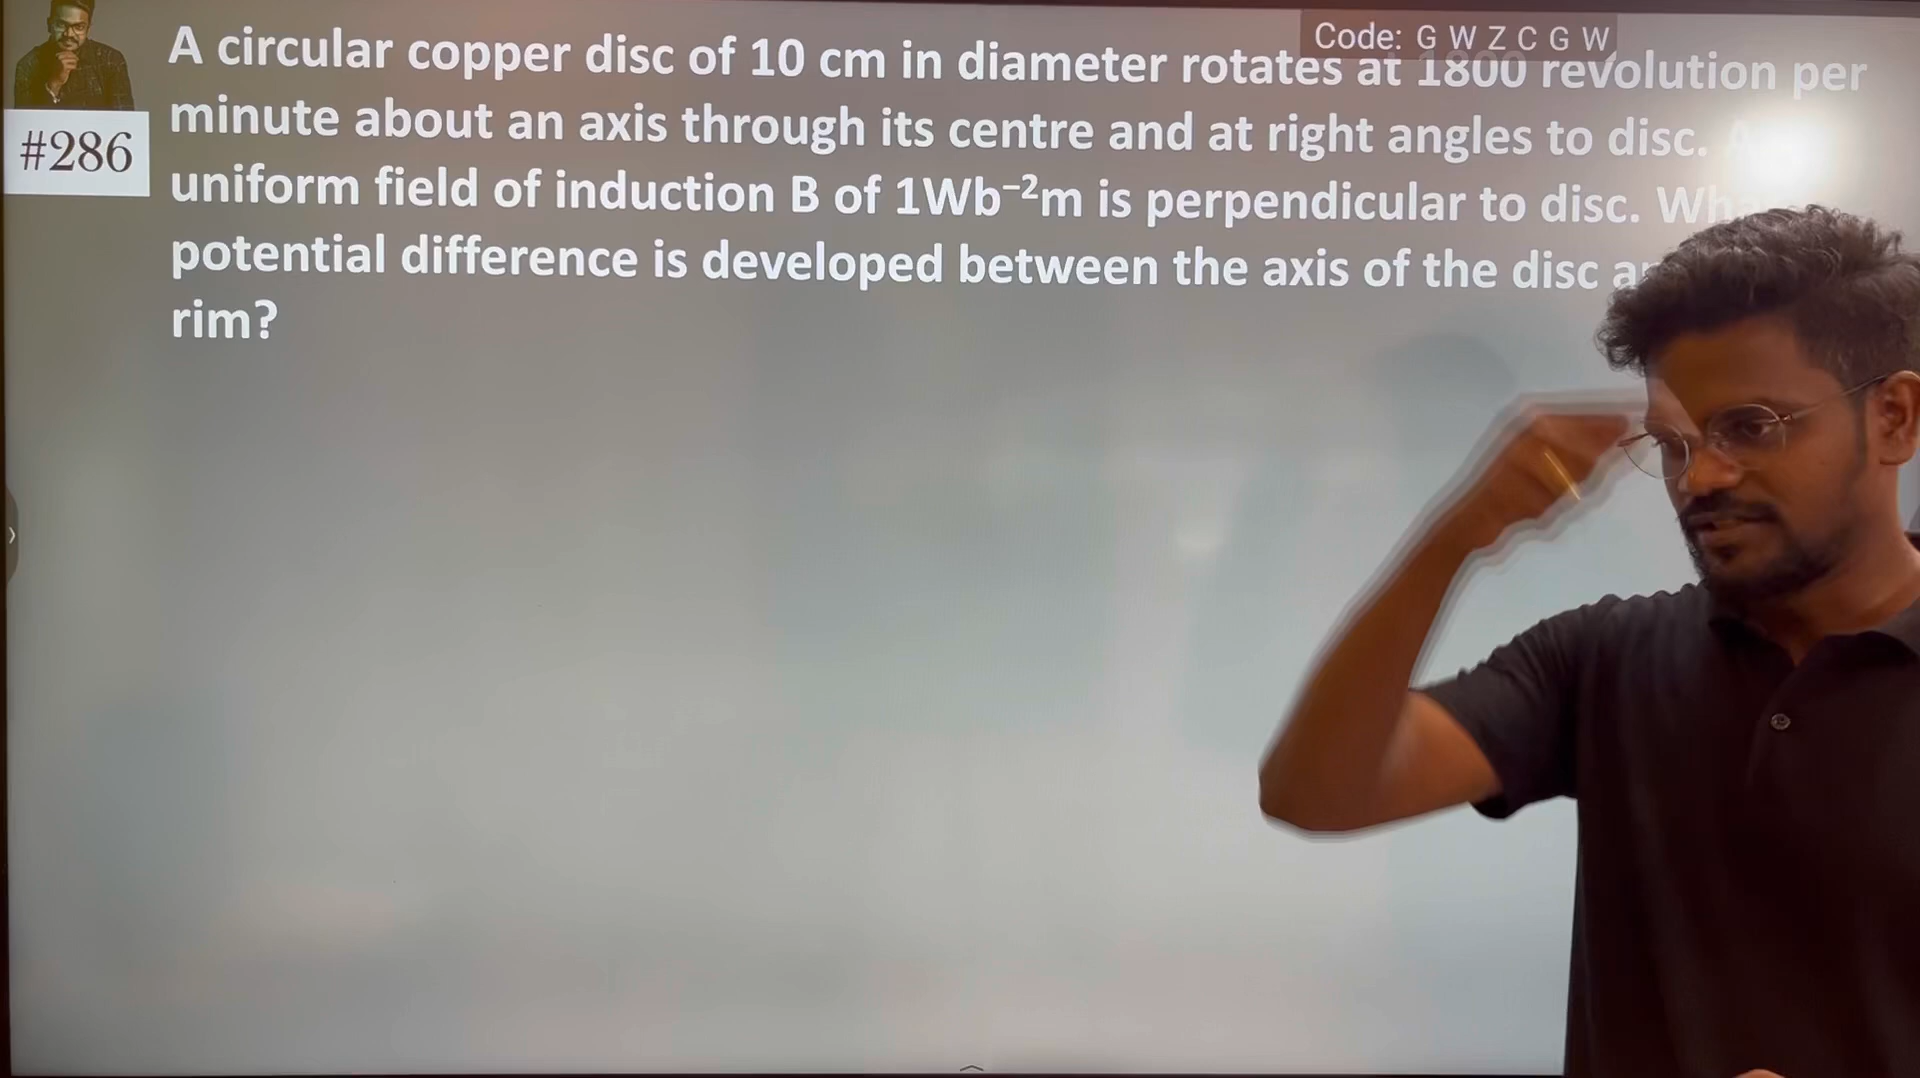 Code: G W Z C G W
A circular copper disc of 10 cm in diameter rotates at 1800 revolution per
#286
minute about an axis through its centre and at right angles to disc. A
uniform field of induction B of 1Wb⁻²m is perpendicular to disc.
potential difference is developed between the axis of the disc
rim?